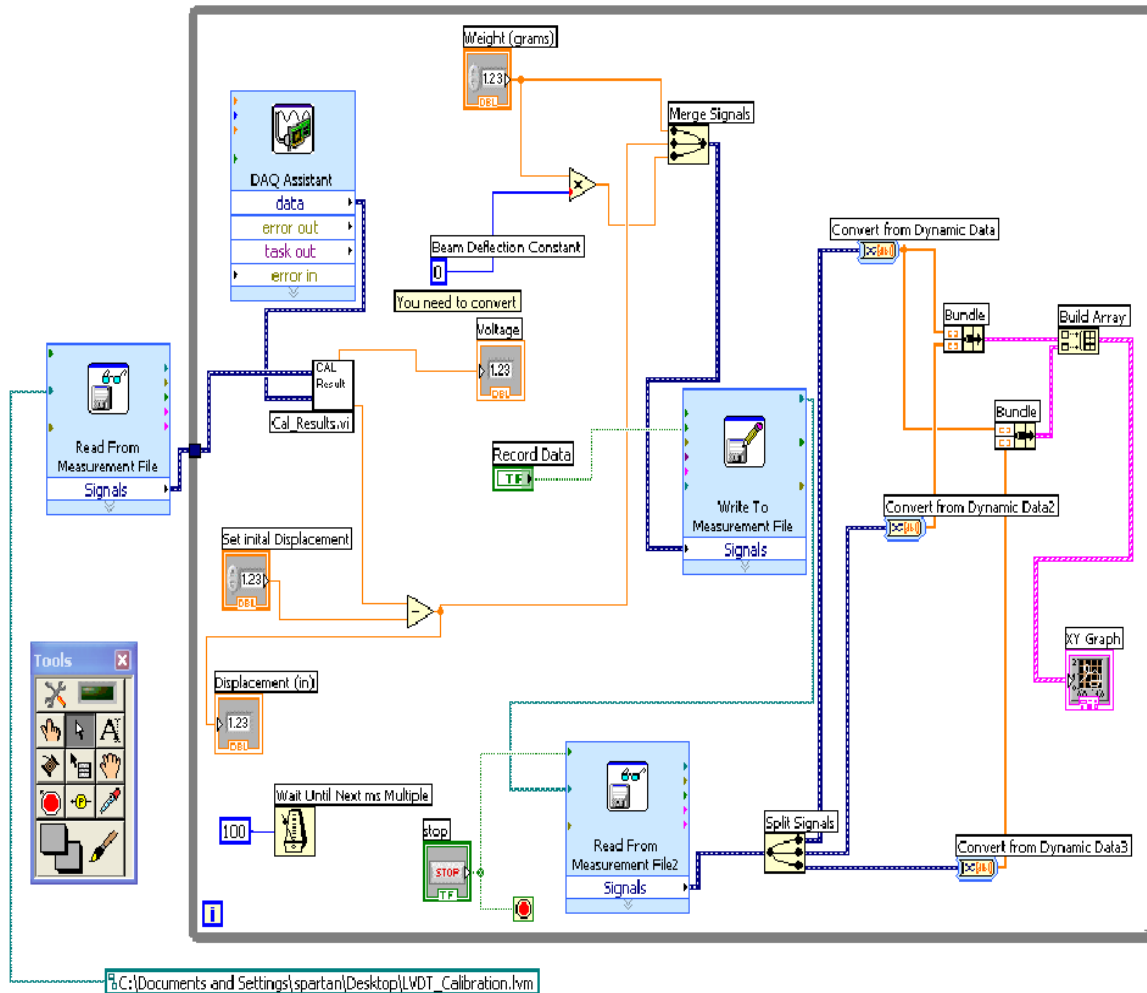 Weight (grams)
1.23
DBL
Merge Signals
DAQ Assistant
data
error out
task out
error in
Beam Deflection Constant
0
You need to convert
Voltage
1.23
DBL
CAL
Result
Cal_Results.vi
Read From
Measurement File
Signals
Convert from Dynamic Data
Bundle
Build Array
Bundle
Record Data
TF
Write To
Measurement File
Signals
Convert from Dynamic Data2
Set inital Displacement
1.23
DBL
XY Graph
Tools
Displacement (in)
1.23
DBL
Wait Until Next ms Multiple
100
stop
STOP
TF
Read From
Measurement File2
Signals
Split Signals
Convert from Dynamic Data3
i
C:\Documents and Settings\spartan\Desktop\LVDT_Calibration.lvm